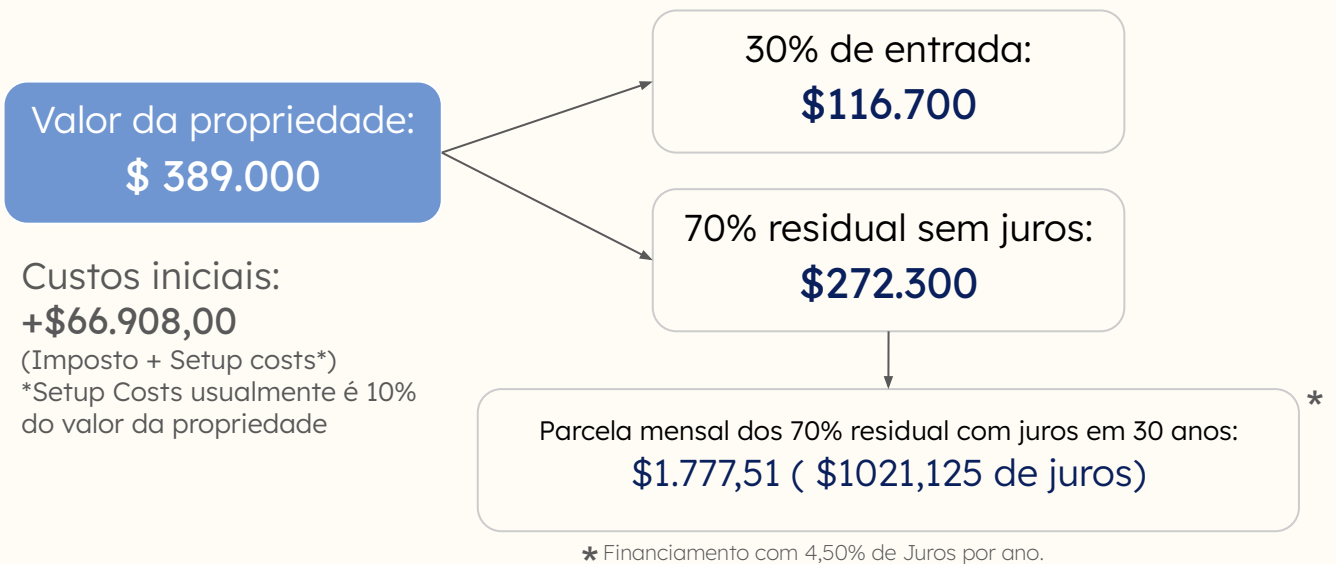 Valor da propriedade:
$ 389.000
30% de entrada:
$116.700
70% residual sem juros:
$272.300
Custos iniciais:
+$66.908,00
(Imposto + Setup costs*)
*Setup Costs usualmente é 10%
do valor da propriedade
*
Parcela mensal dos 70% residual com juros em 30 anos:
$1.777,51 ( $1021,125 de juros)
* Financiamento com 4,50% de Juros por ano.